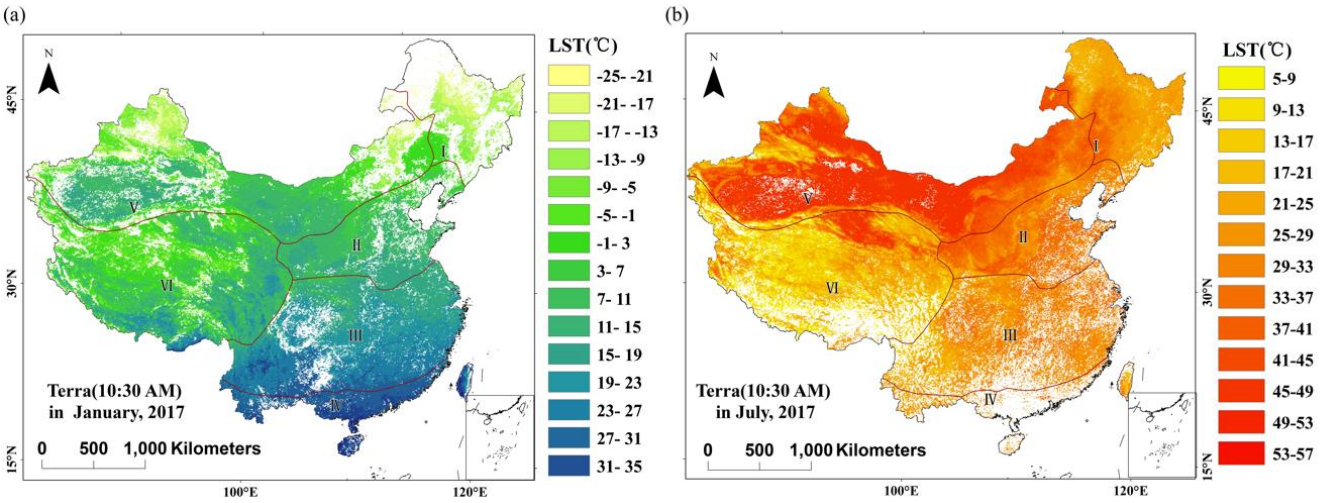 (a)
N
45°N
30°N
15°N
100°E
120°E
I
II
III
IV
V
VI
Terra(10:30 AM)
in January, 2017
0 500 1,000 Kilometers
LST(℃)
-25- -21
-21- -17
-17 - -13
-13- -9
-9- -5
-5- -1
-1- 3
3- 7
7- 11
11- 15
15- 19
19- 23
23- 27
27- 31
31- 35
(b)
N
45°N
30°N
15°N
100°E
120°E
I
II
III
IV
V
VI
Terra(10:30 AM)
in July, 2017
0 500 1,000 Kilometers
LST(℃)
5-9
9-13
13-17
17-21
21-25
25-29
29-33
33-37
37-41
41-45
45-49
49-53
53-57